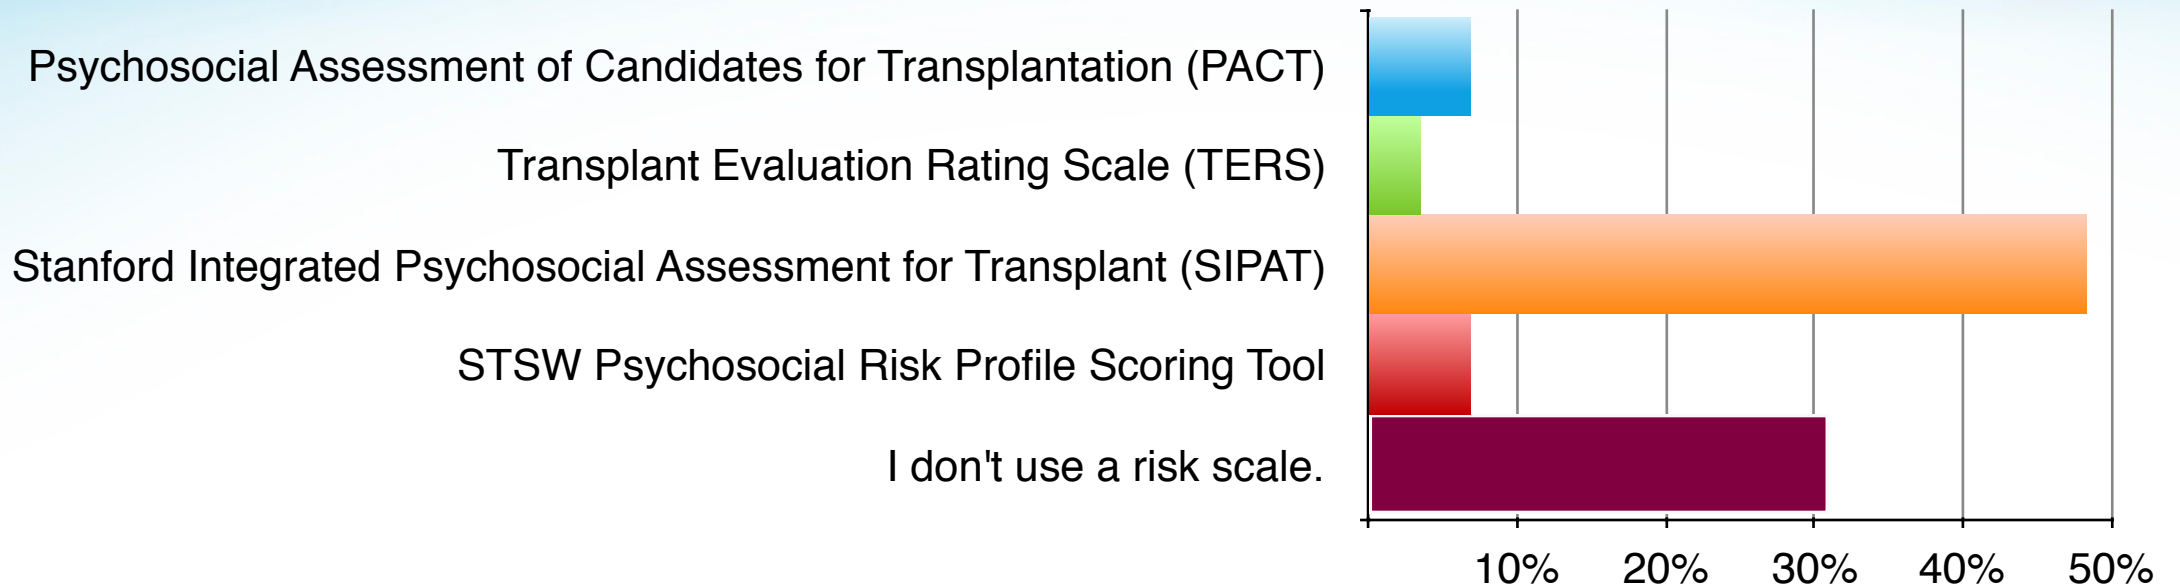 Psychosocial Assessment of Candidates for Transplantation (PACT)
Transplant Evaluation Rating Scale (TERS)
Stanford Integrated Psychosocial Assessment for Transplant (SIPAT)
STSW Psychosocial Risk Profile Scoring Tool
I don't use a risk scale.
10% 20% 30% 40% 50%